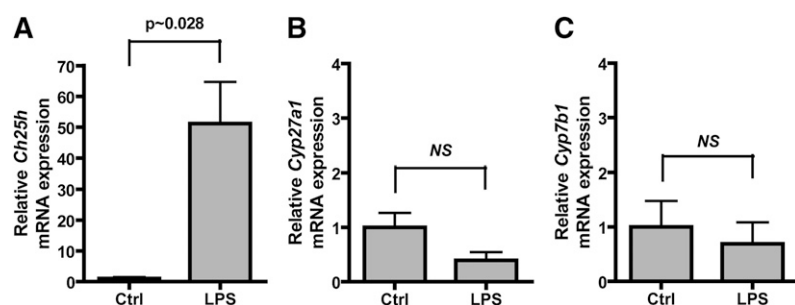 A
p~0.028
Relative Ch25h
mRNA expression
70
60
50
40
30
20
10
0
Ctrl
LPS
B
Relative Cyp27a1
mRNA expression
4
3
2
1
0
NS
Ctrl
LPS
C
Relative Cyp7b1
mRNA expression
4
3
2
1
0
NS
Ctrl
LPS